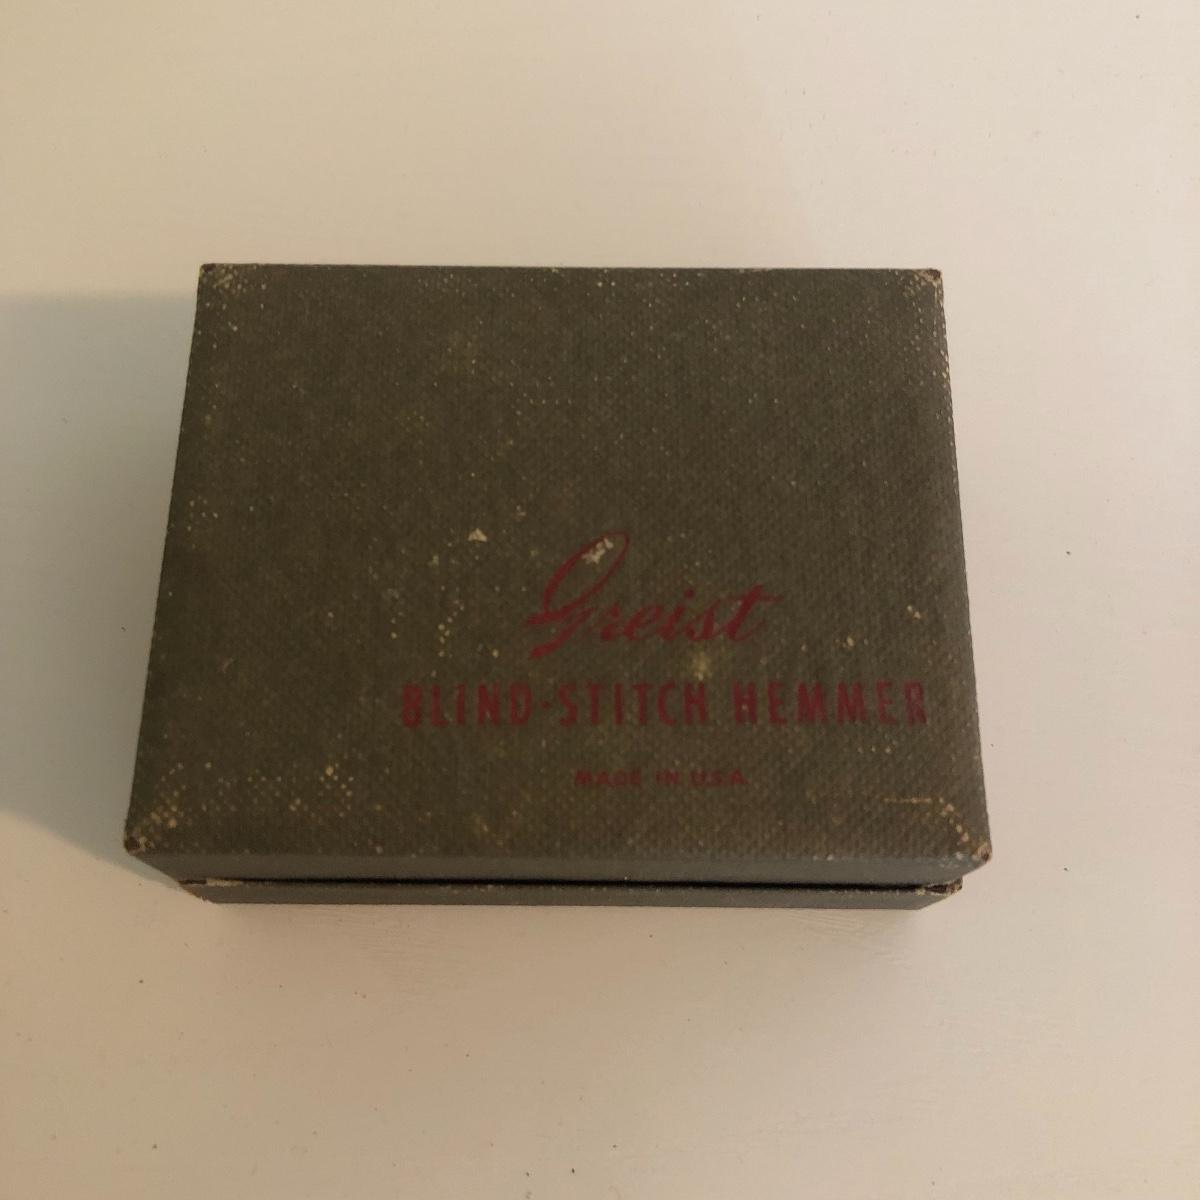 Greist
BLIND-STITCH HEMMER
MADE IN U.S.A.